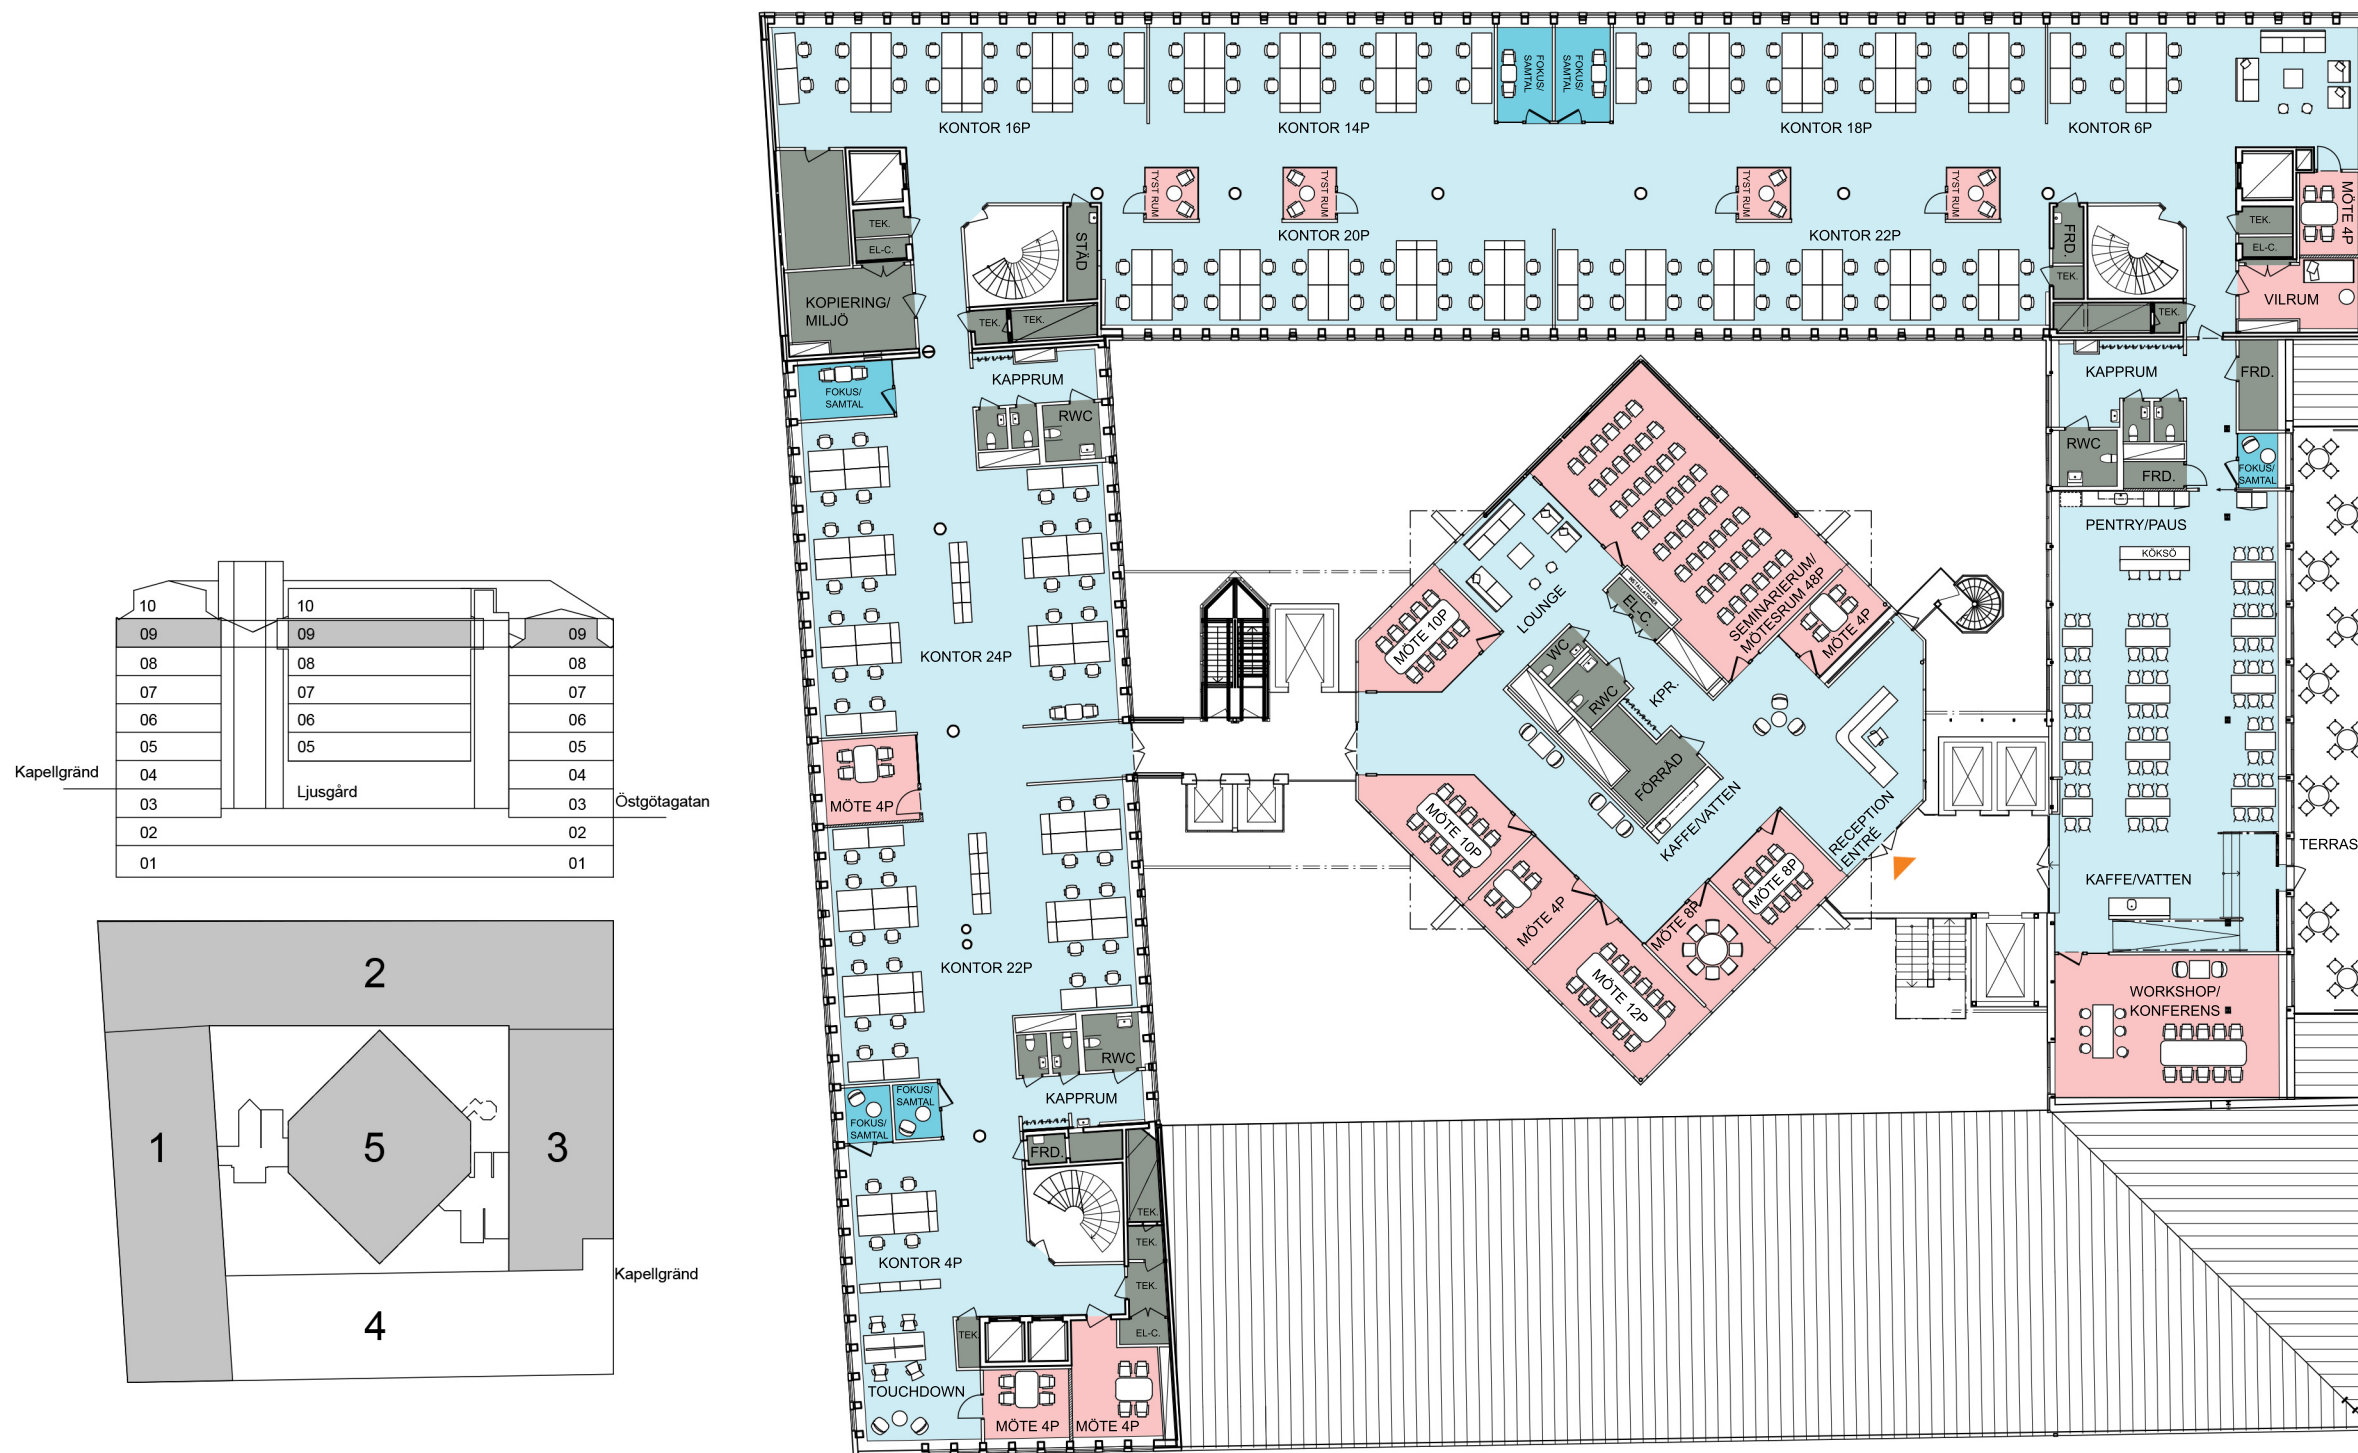 10
10
09
09
09
08
08
08
07
07
07
06
06
06
05
05
05
Kapellgränd
04
04
Ljusgård
03
03
Östgötagatan
02
02
01
01
2
1
5
3
Kapellgränd
4
FOKUS/
SAMTAL
FOKUS/
SAMTAL
KONTOR 16P
KONTOR 14P
KONTOR 18P
KONTOR 6P
TYST RUM
TYST RUM
TYST RUM
TYST RUM
MÖTE 4P
TEK.
EL-C.
STÄD
KONTOR 20P
KONTOR 22P
FRD.
TEK.
TEK.
EL-C.
KOPIERING/
MILJÖ
TEK.
TEK.
TEK.
VILRUM
FOKUS/
SAMTAL
KAPPRUM
RWC
KAPPRUM
FRD.
RWC
FRD.
FOKUS/
SAMTAL
PENTRY/PAUS
KÖKSÖ
KONTOR 24P
MÖTE 10P
LOUNGE
EL-C.
SEMINARIERUM/
MÖTESRUM 48P
MÖTE 4P
WC
RWC
KPR.
FÖRRÅD
KAFFE/VATTEN
RECEPTION
ENTRÉ
MÖTE 4P
MÖTE 10P
MÖTE 4P
MÖTE 12P
MÖTE 8P
MÖTE 8P
TERRAS
KAFFE/VATTEN
WORKSHOP/
KONFERENS
KONTOR 22P
RWC
KAPPRUM
FOKUS/
SAMTAL
FOKUS/
SAMTAL
FRD.
TEK.
TEK.
TEK.
EL-C.
KONTOR 4P
TEK.
TOUCHDOWN
MÖTE 4P
MÖTE 4P